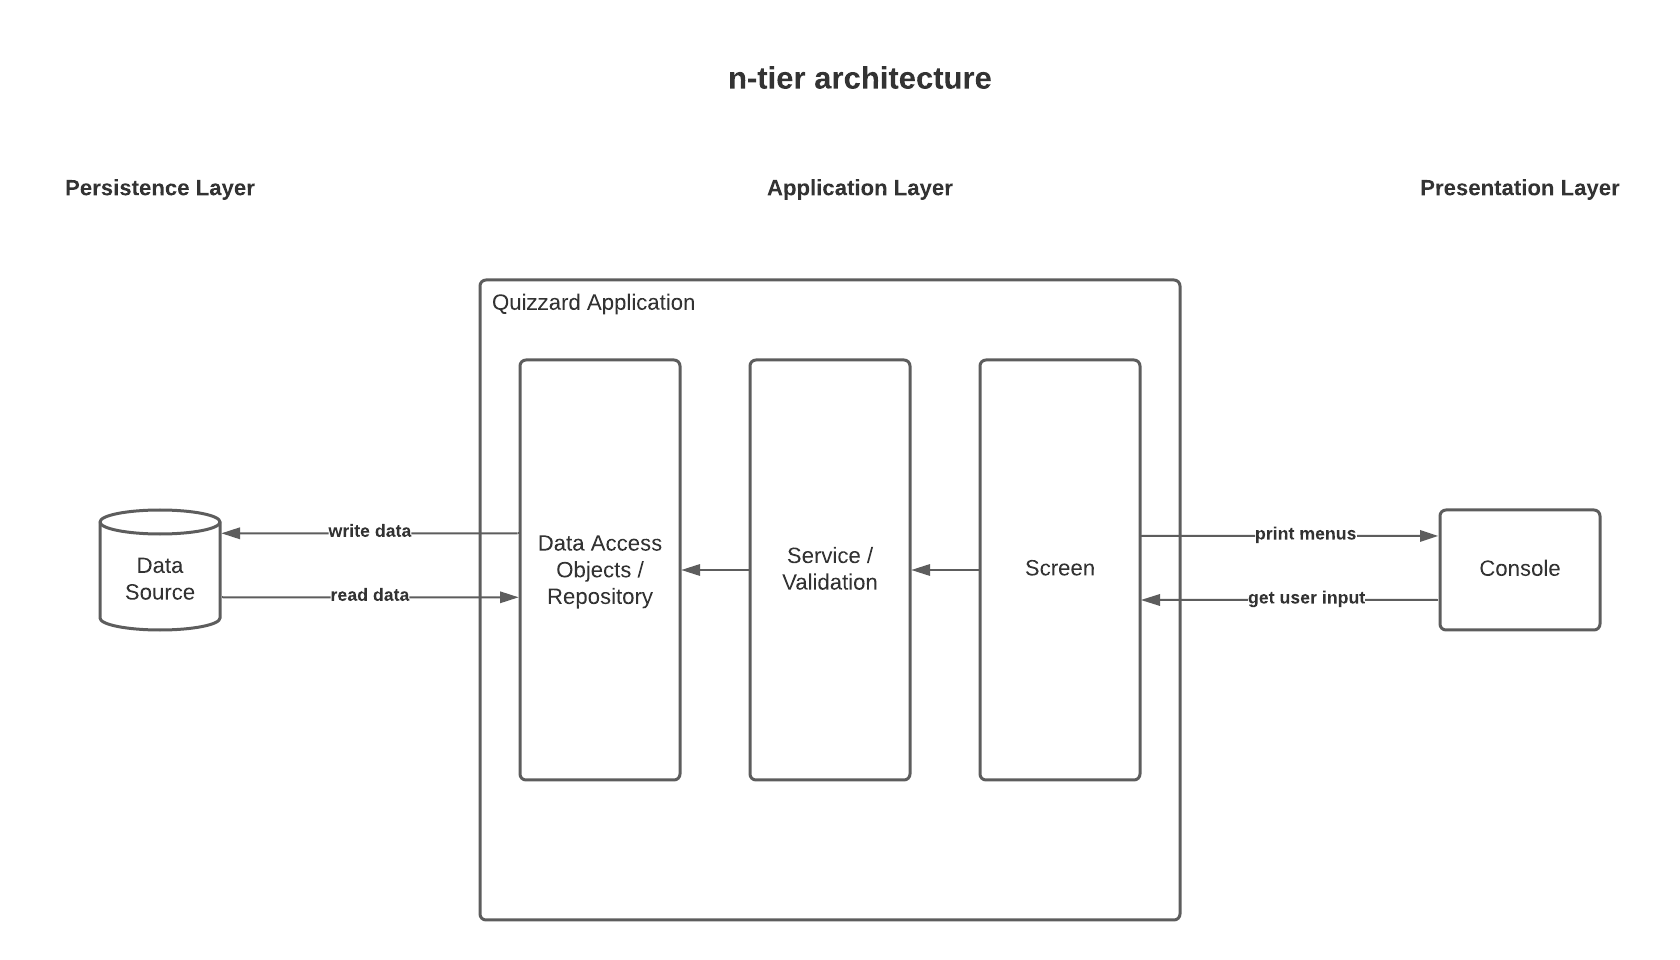 n-tier architecture
Persistence Layer
Application Layer
Presentation Layer
Quizzard Application
write data
read data
Data
Source
Data Access
Objects /
Repository
Service /
Validation
Screen
print menus
get user input
Console